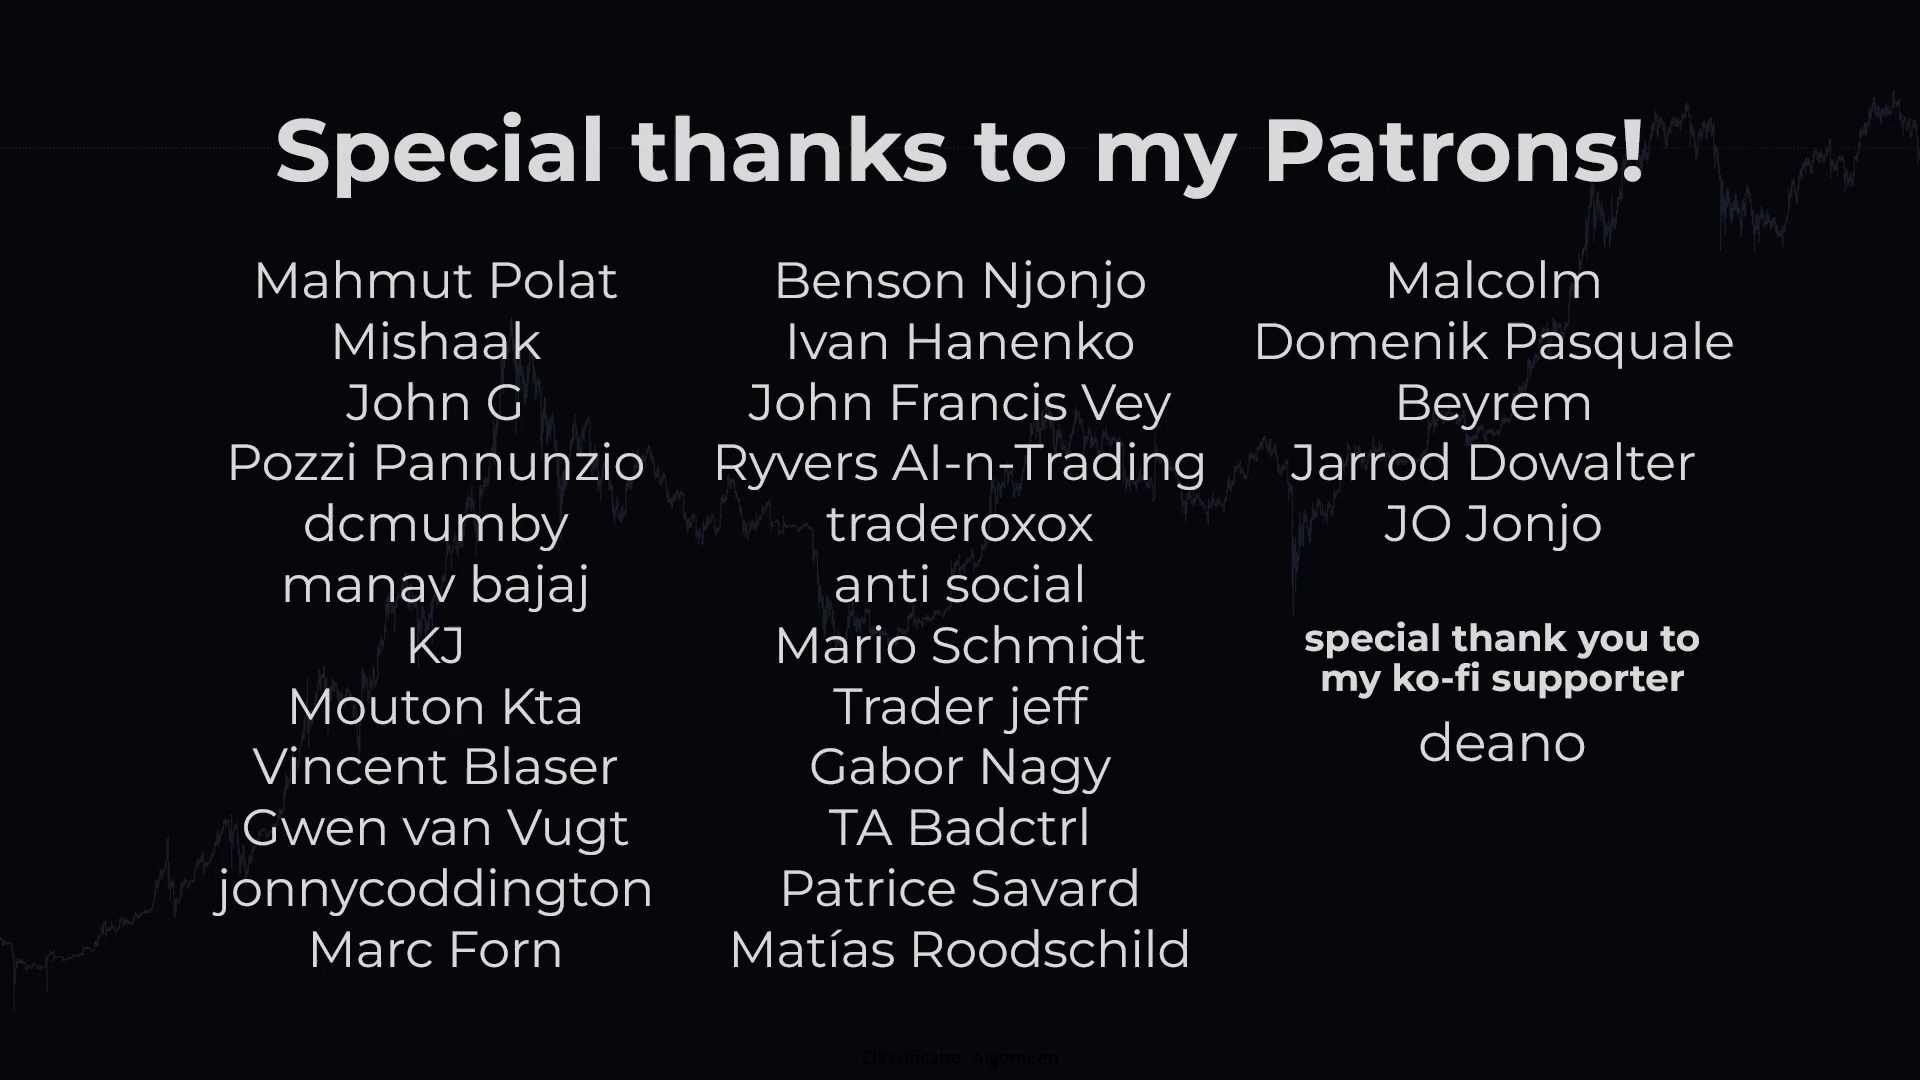 Special thanks to my Patrons!
Mahmut Polat
Mishaak
John G
Pozzi Pannunzio
dcmumby
manav bajaj
KJ
Mouton Kta
Vincent Blaser
Gwen van Vugt
jonnycoddington
Marc Forn
Benson Njonjo
Ivan Hanenko
John Francis Vey
Ryvers AI-n-Trading
traderoxox
anti social
Mario Schmidt
Trader jeff
Gabor Nagy
TA Badctrl
Patrice Savard
Matías Roodschild
Malcolm
Domenik Pasquale
Beyrem
Jarrod Dowalter
JO Jonjo
special thank you to
my ko-fi supporter
deano